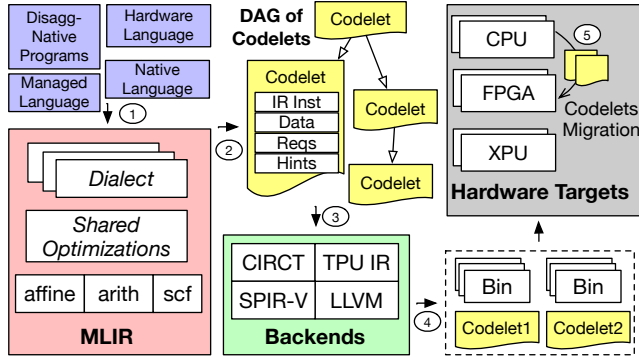 Disagg-
Native
Programs
Hardware
Language
Managed
Language
Native
Language
1
Dialect
Shared
Optimizations
affine
arith
scf
MLIR
2
DAG of
Codelets
Codelet
Codelet
IR Inst
Data
Reqs
Hints
Codelet
Codelet
3
CIRCT
TPU IR
SPIR-V
LLVM
Backends
4
CPU
5
FPGA
Codelets
Migration
XPU
Hardware Targets
Bin
Bin
Codelet1
Codelet2